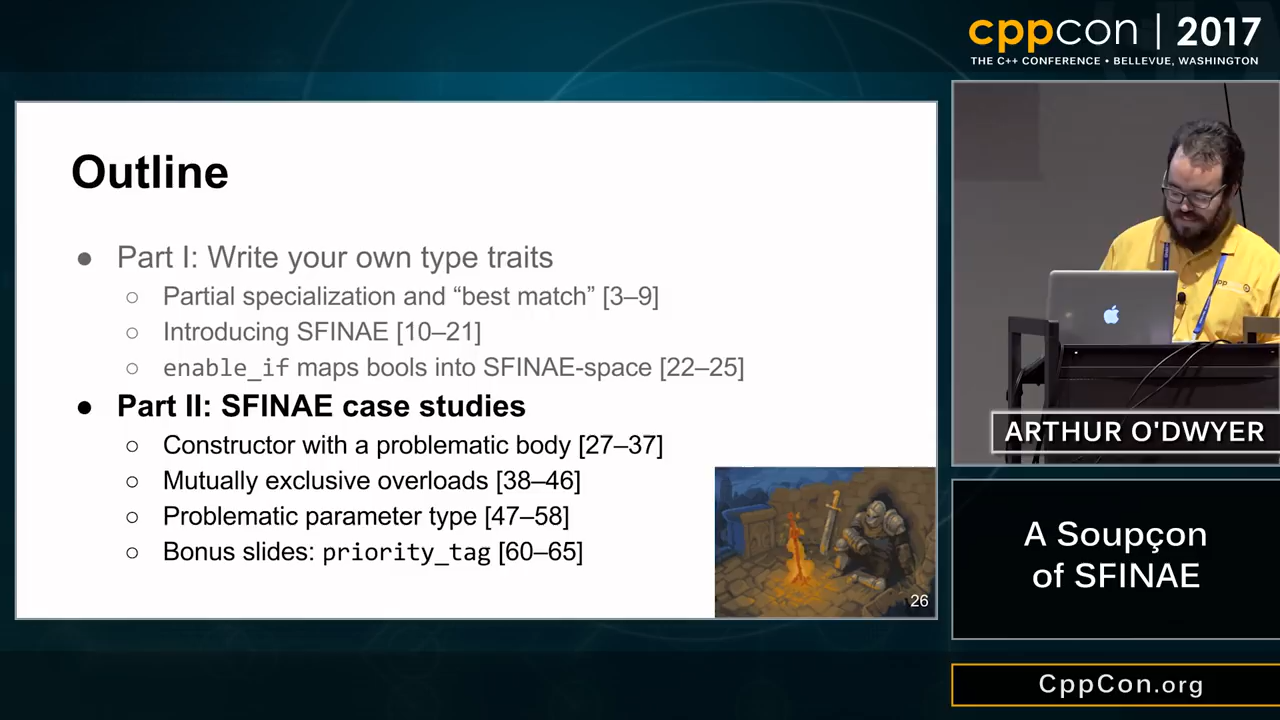 cppcon | 2017
THE C++ CONFERENCE • BELLEVUE, WASHINGTON
Outline
● Part I: Write your own type traits
○ Partial specialization and “best match” [3–9]
○ Introducing SFINAE [10–21]
○ enable_if maps bools into SFINAE-space [22–25]
● Part II: SFINAE case studies
○ Constructor with a problematic body [27–37]
○ Mutually exclusive overloads [38–46]
○ Problematic parameter type [47–58]
○ Bonus slides: priority_tag [60–65]
26
ARTHUR O'DWYER
A Soupçon
of SFINAE
CppCon.org